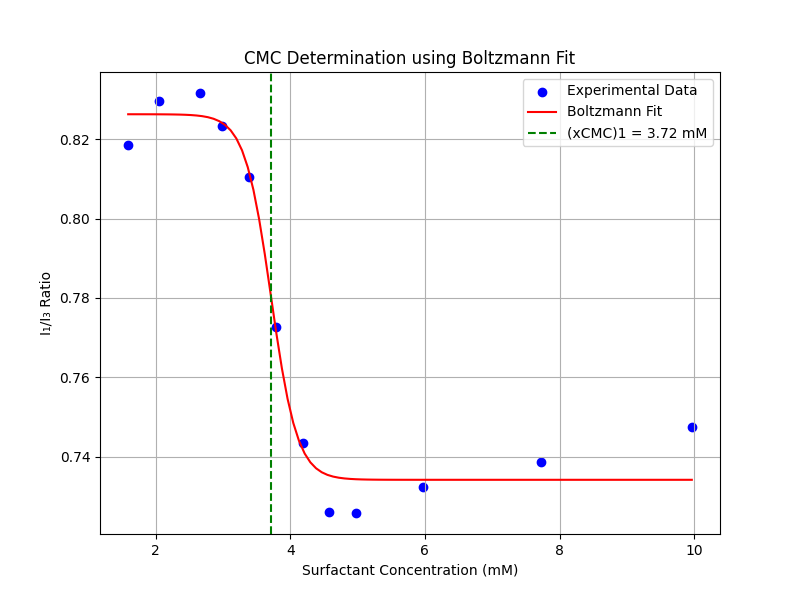 CMC Determination using Boltzmann Fit
Experimental Data
Boltzmann Fit
(xCMC)1 = 3.72 mM
I₁/I₃ Ratio
0.82
0.80
0.78
0.76
0.74
2 4 6 8 10
Surfactant Concentration (mM)